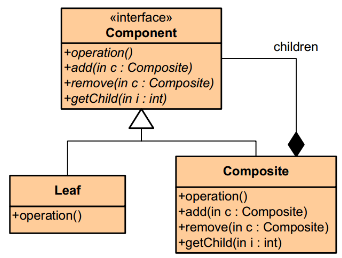 «interface»
Component
+operation()
+add(in c : Composite)
+remove(in c : Composite)
+getChild(in i : int)
children
Leaf
+operation()
Composite
+operation()
+add(in c : Composite)
+remove(in c : Composite)
+getChild(in i : int)